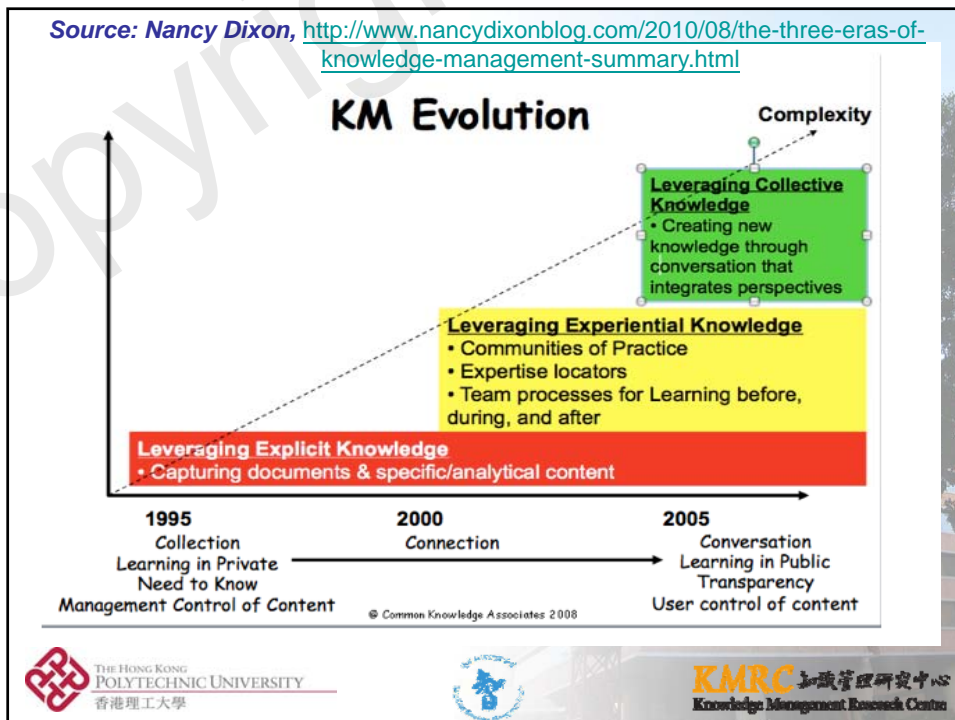 Source: Nancy Dixon, http://www.nancydixonblog.com/2010/08/the-three-eras-of-
knowledge-management-summary.html
KM Evolution
Complexity
Leveraging Collective
Knowledge
• Creating new
knowledge through
conversation that
integrates perspectives
Leveraging Experiential Knowledge
• Communities of Practice
• Expertise locators
• Team processes for Learning before,
during, and after
Leveraging Explicit Knowledge
• Capturing documents & specific/analytical content
1995
Collection
Learning in Private
Need to Know
Management Control of Content
2000
Connection
2005
Conversation
Learning in Public
Transparency
User control of content
@ Common Knowledge Associates 2008
THE HONG KONG
POLYTECHNIC UNIVERSITY
香港理工大學
KMRC 知識管理研究中心
Knowledge Management Research Centre